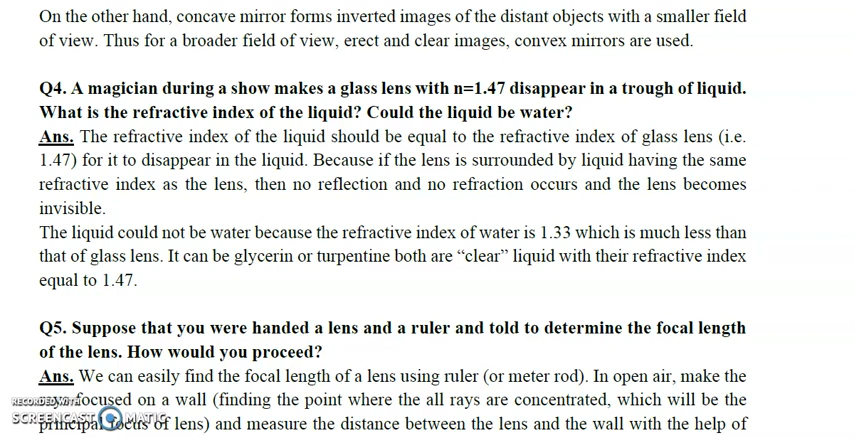 On the other hand, concave mirror forms inverted images of the distant objects with a smaller field
of view. Thus for a broader field of view, erect and clear images, convex mirrors are used.
Q4. A magician during a show makes a glass lens with n=1.47 disappear in a trough of liquid.
What is the refractive index of the liquid? Could the liquid be water?
Ans. The refractive index of the liquid should be equal to the refractive index of glass lens (i.e.
1.47) for it to disappear in the liquid. Because if the lens is surrounded by liquid having the same
refractive index as the lens, then no reflection and no refraction occurs and the lens becomes
invisible.
The liquid could not be water because the refractive index of water is 1.33 which is much less than
that of glass lens. It can be glycerin or turpentine both are “clear” liquid with their refractive index
equal to 1.47.
Q5. Suppose that you were handed a lens and a ruler and told to determine the focal length
of the lens. How would you proceed?
Ans. We can easily find the focal length of a lens using ruler (or meter rod). In open air, make the
focused on a wall (finding the point where the all rays are concentrated, which will be the
principal focus of lens) and measure the distance between the lens and the wall with the help of
RECORDED WITH
SCREENCAST MATIC